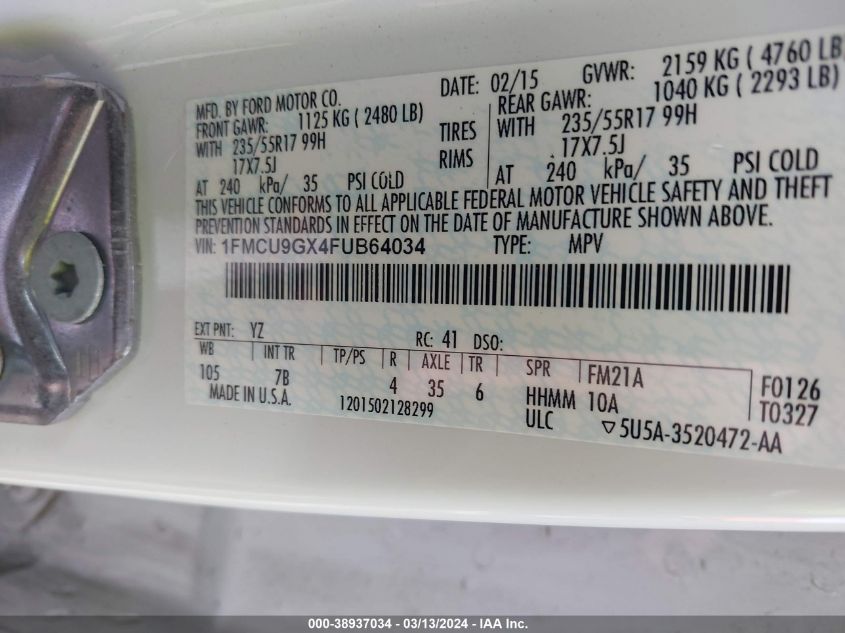 MFD. BY FORD MOTOR CO. DATE: 02/15 GVWR: 2159 KG ( 4760 LB
FRONT GAWR: 1125 KG ( 2480 LB) REAR GAWR: 1040 KG ( 2293 LB)
WITH 235/55R17 99H TIRES WITH 235/55R17 99H
17X7.5J RIMS 17X7.5J
AT 240 kPa/ 35 PSI COLD AT 240 kPa/ 35 PSI COLD
THIS VEHICLE CONFORMS TO ALL APPLICABLE FEDERAL MOTOR VEHICLE SAFETY AND THEFT
PREVENTION STANDARDS IN EFFECT ON THE DATE OF MANUFACTURE SHOWN ABOVE.
VIN: 1FMCU9GX4FUB64034 TYPE: MPV
EXT PNT: YZ RC: 41 DSO:
WB INT TR TP/PS R AXLE TR SPR FM21A F0126
105 7B 4 35 6 HHMM 10A T0327
MADE IN U.S.A. 1201502128299 ULC ▽5U5A-3520472-AA
000-38937034 / 03/13/2024 - IAA Inc.